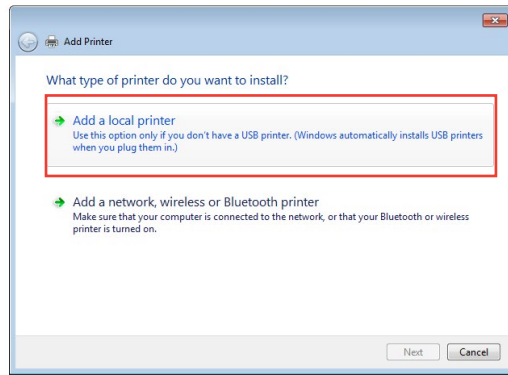 Add Printer
What type of printer do you want to install?
Add a local printer
Use this option only if you don't have a USB printer. (Windows automatically installs USB printers
when you plug them in.)
Add a network, wireless or Bluetooth printer
Make sure that your computer is connected to the network, or that your Bluetooth or wireless
printer is turned on.
Next Cancel